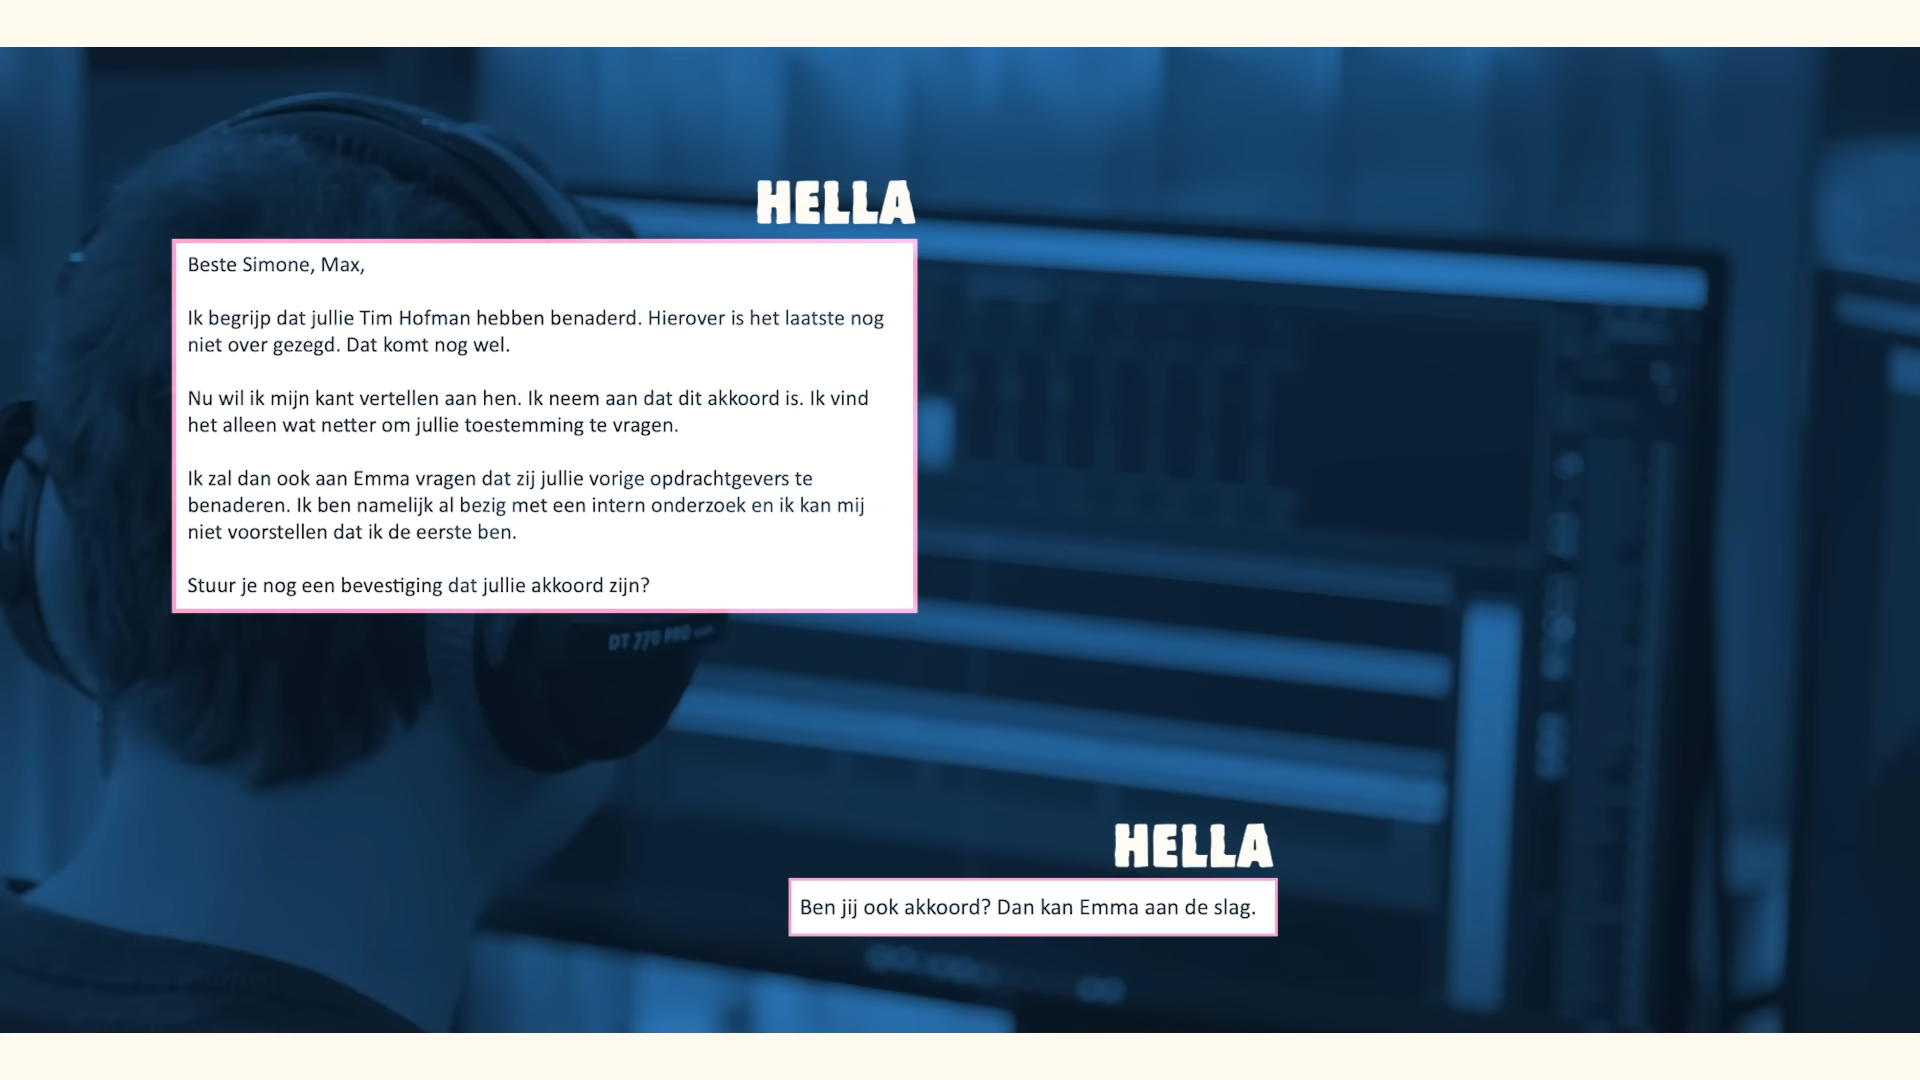 HELLA
Beste Simone, Max,
Ik begrijp dat jullie Tim Hofman hebben benaderd. Hierover is het laatste nog
niet over gezegd. Dat komt nog wel.
Nu wil ik mijn kant vertellen aan hen. Ik neem aan dat dit akkoord is. Ik vind
het alleen wat netter om jullie toestemming te vragen.
Ik zal dan ook aan Emma vragen dat zij jullie vorige opdrachtgevers te
benaderen. Ik ben namelijk al bezig met een intern onderzoek en ik kan mij
niet voorstellen dat ik de eerste ben.
Stuur je nog een bevestiging dat jullie akkoord zijn?
DT 770 PRO
HELLA
Ben jij ook akkoord? Dan kan Emma aan de slag.